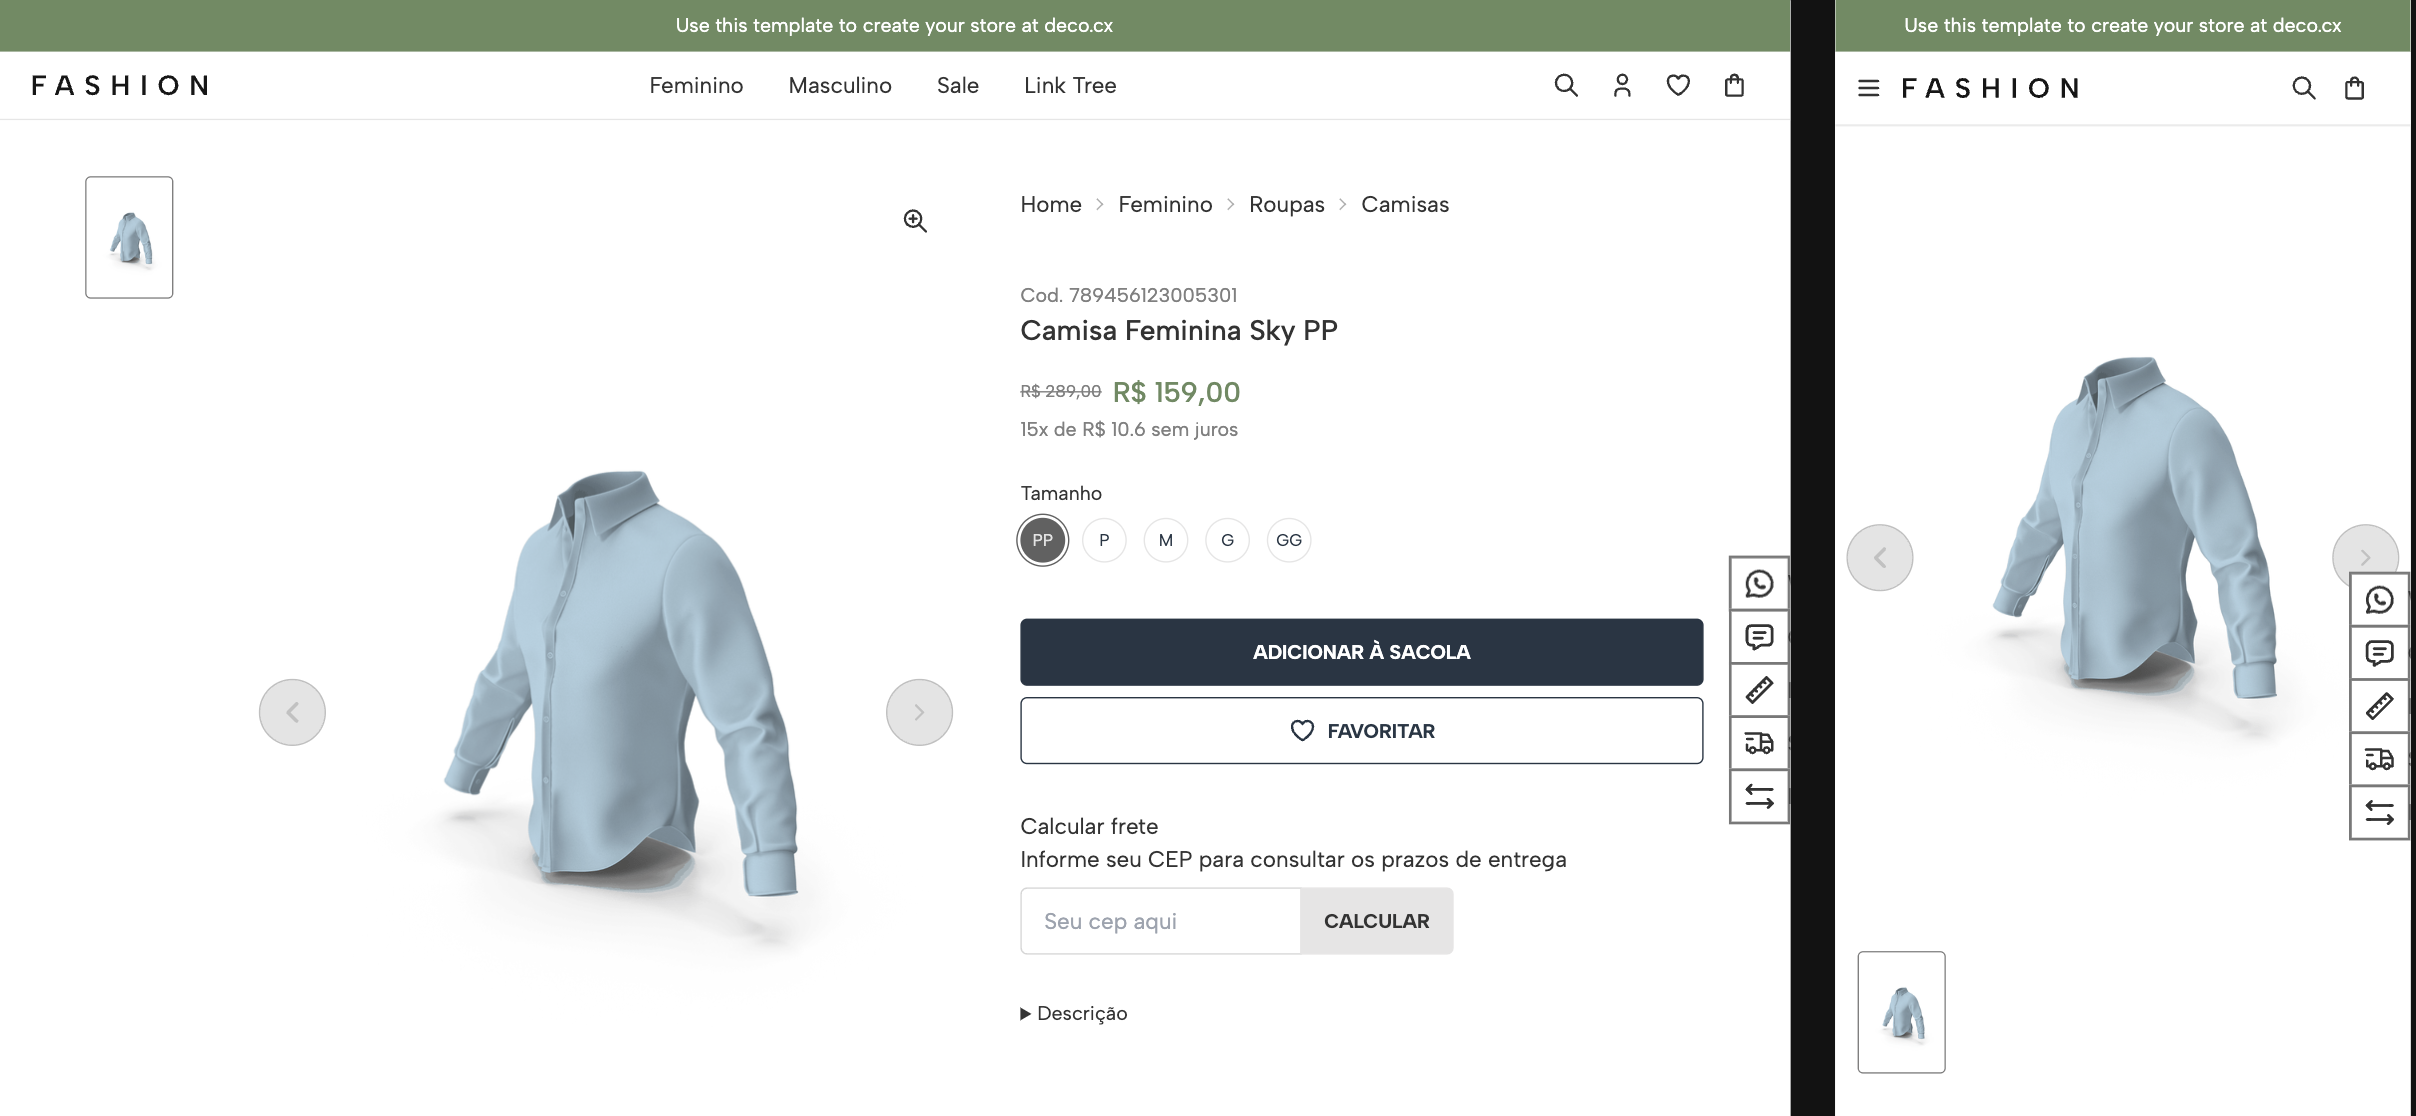 Use this template to create your store at deco.cx
FASHION
Feminino Masculino Sale Link Tree
Home Feminino Roupas Camisas
Cod. 789456123005301
Camisa Feminina Sky PP
R$ 289,00 R$ 159,00
15x de R$ 10.6 sem juros
Tamanho
PP P M G GG
ADICIONAR À SACOLA
FAVORITAR
Calcular frete
Informe seu CEP para consultar os prazos de entrega
Seu cep aqui CALCULAR
Descrição
Use this template to create your store at deco.cx
FASHION